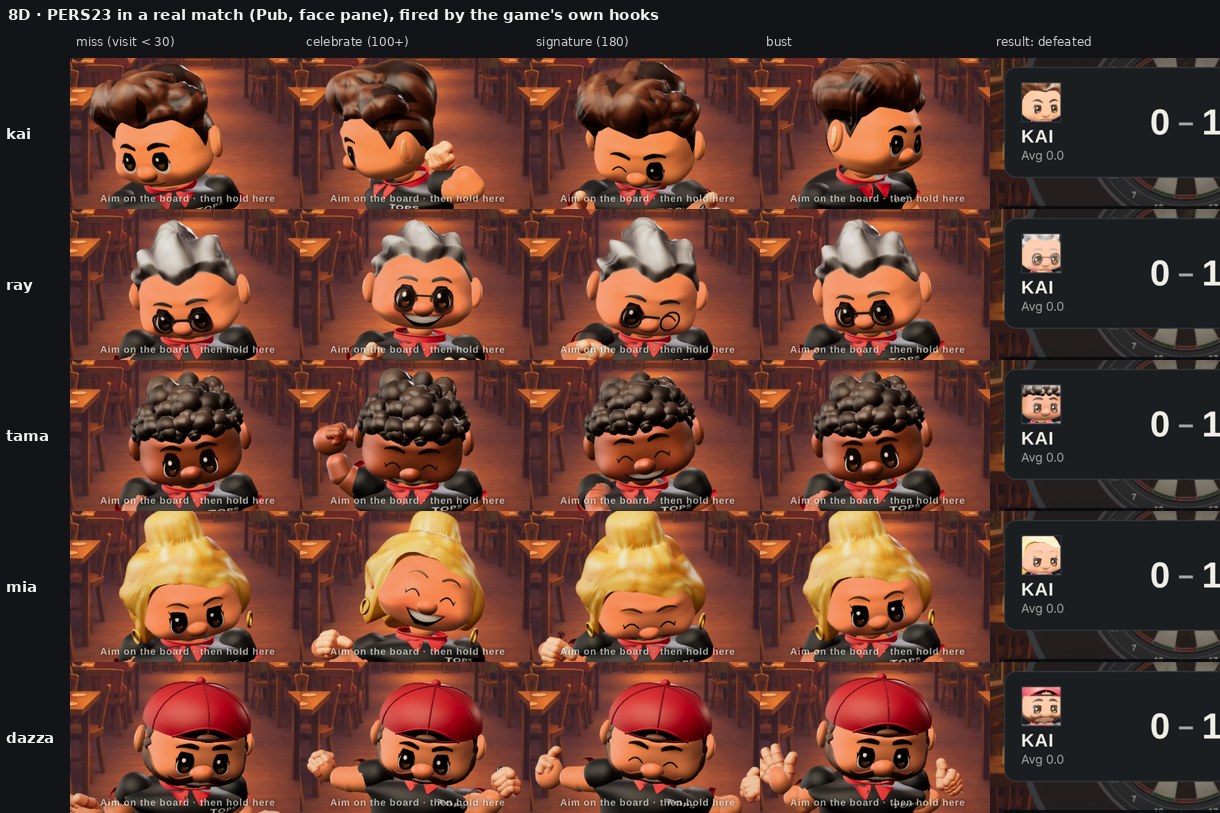 8D · PERS23 in a real match (Pub, face pane), fired by the game's own hooks
miss (visit < 30) celebrate (100+) signature (180) bust result: defeated
kai
Aim on the board · then hold here Aim on the board · then hold here Aim on the board · then hold here Aim on the board · then hold here
KAI
Avg 0.0
0 – 1
7
ray
Aim on the board · then hold here Aim on the board · then hold here Aim on the board · then hold here Aim on the board · then hold here
KAI
Avg 0.0
0 – 1
7
tama
Aim on the board · then hold here Aim on the board · then hold here Aim on the board · then hold here Aim on the board · then hold here
TOPS
KAI
Avg 0.0
0 – 1
7
mia
Aim on the board · then hold here Aim on the board · then hold here Aim on the board · then hold here Aim on the board · then hold here
TOPS
KAI
Avg 0.0
0 – 1
7
dazza
Aim on the board · then hold here Aim on the board · then hold here Aim on the board · then hold here Aim on the board · then hold here
KAI
Avg 0.0
0 – 1
7